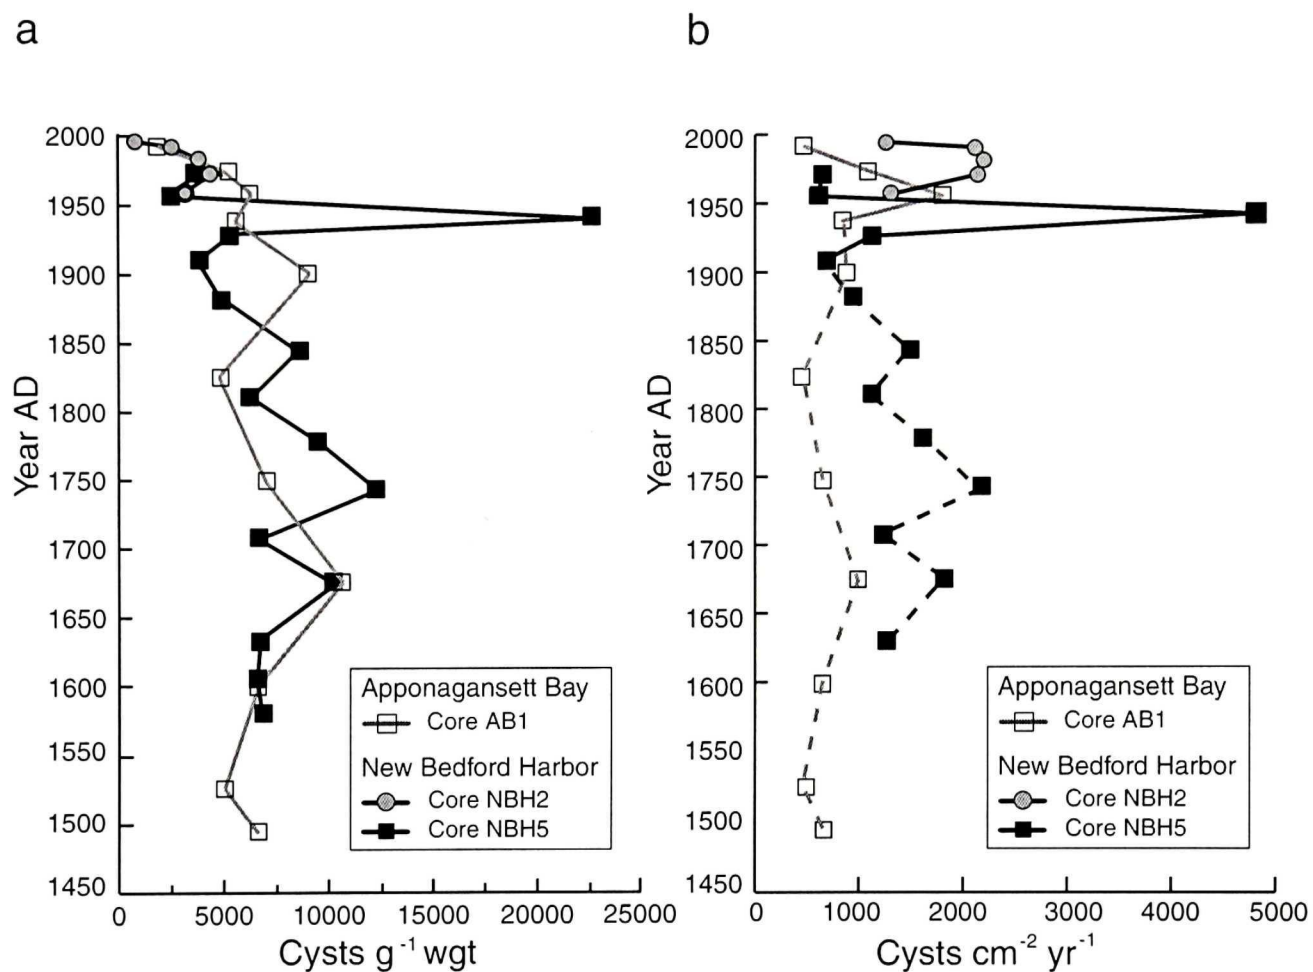 a
2000
1950
1900
1850
1800
1750
1700
1650
1600
1550
1500
1450
Year AD
0 5000 10000 15000 20000 25000
Cysts g⁻¹ wgt
Apponagansett Bay
Core AB1
New Bedford Harbor
Core NBH2
Core NBH5
b
2000
1950
1900
1850
1800
1750
1700
1650
1600
1550
1500
1450
Year AD
0 1000 2000 3000 4000 5000
Cysts cm⁻² yr⁻¹
Apponagansett Bay
Core AB1
New Bedford Harbor
Core NBH2
Core NBH5